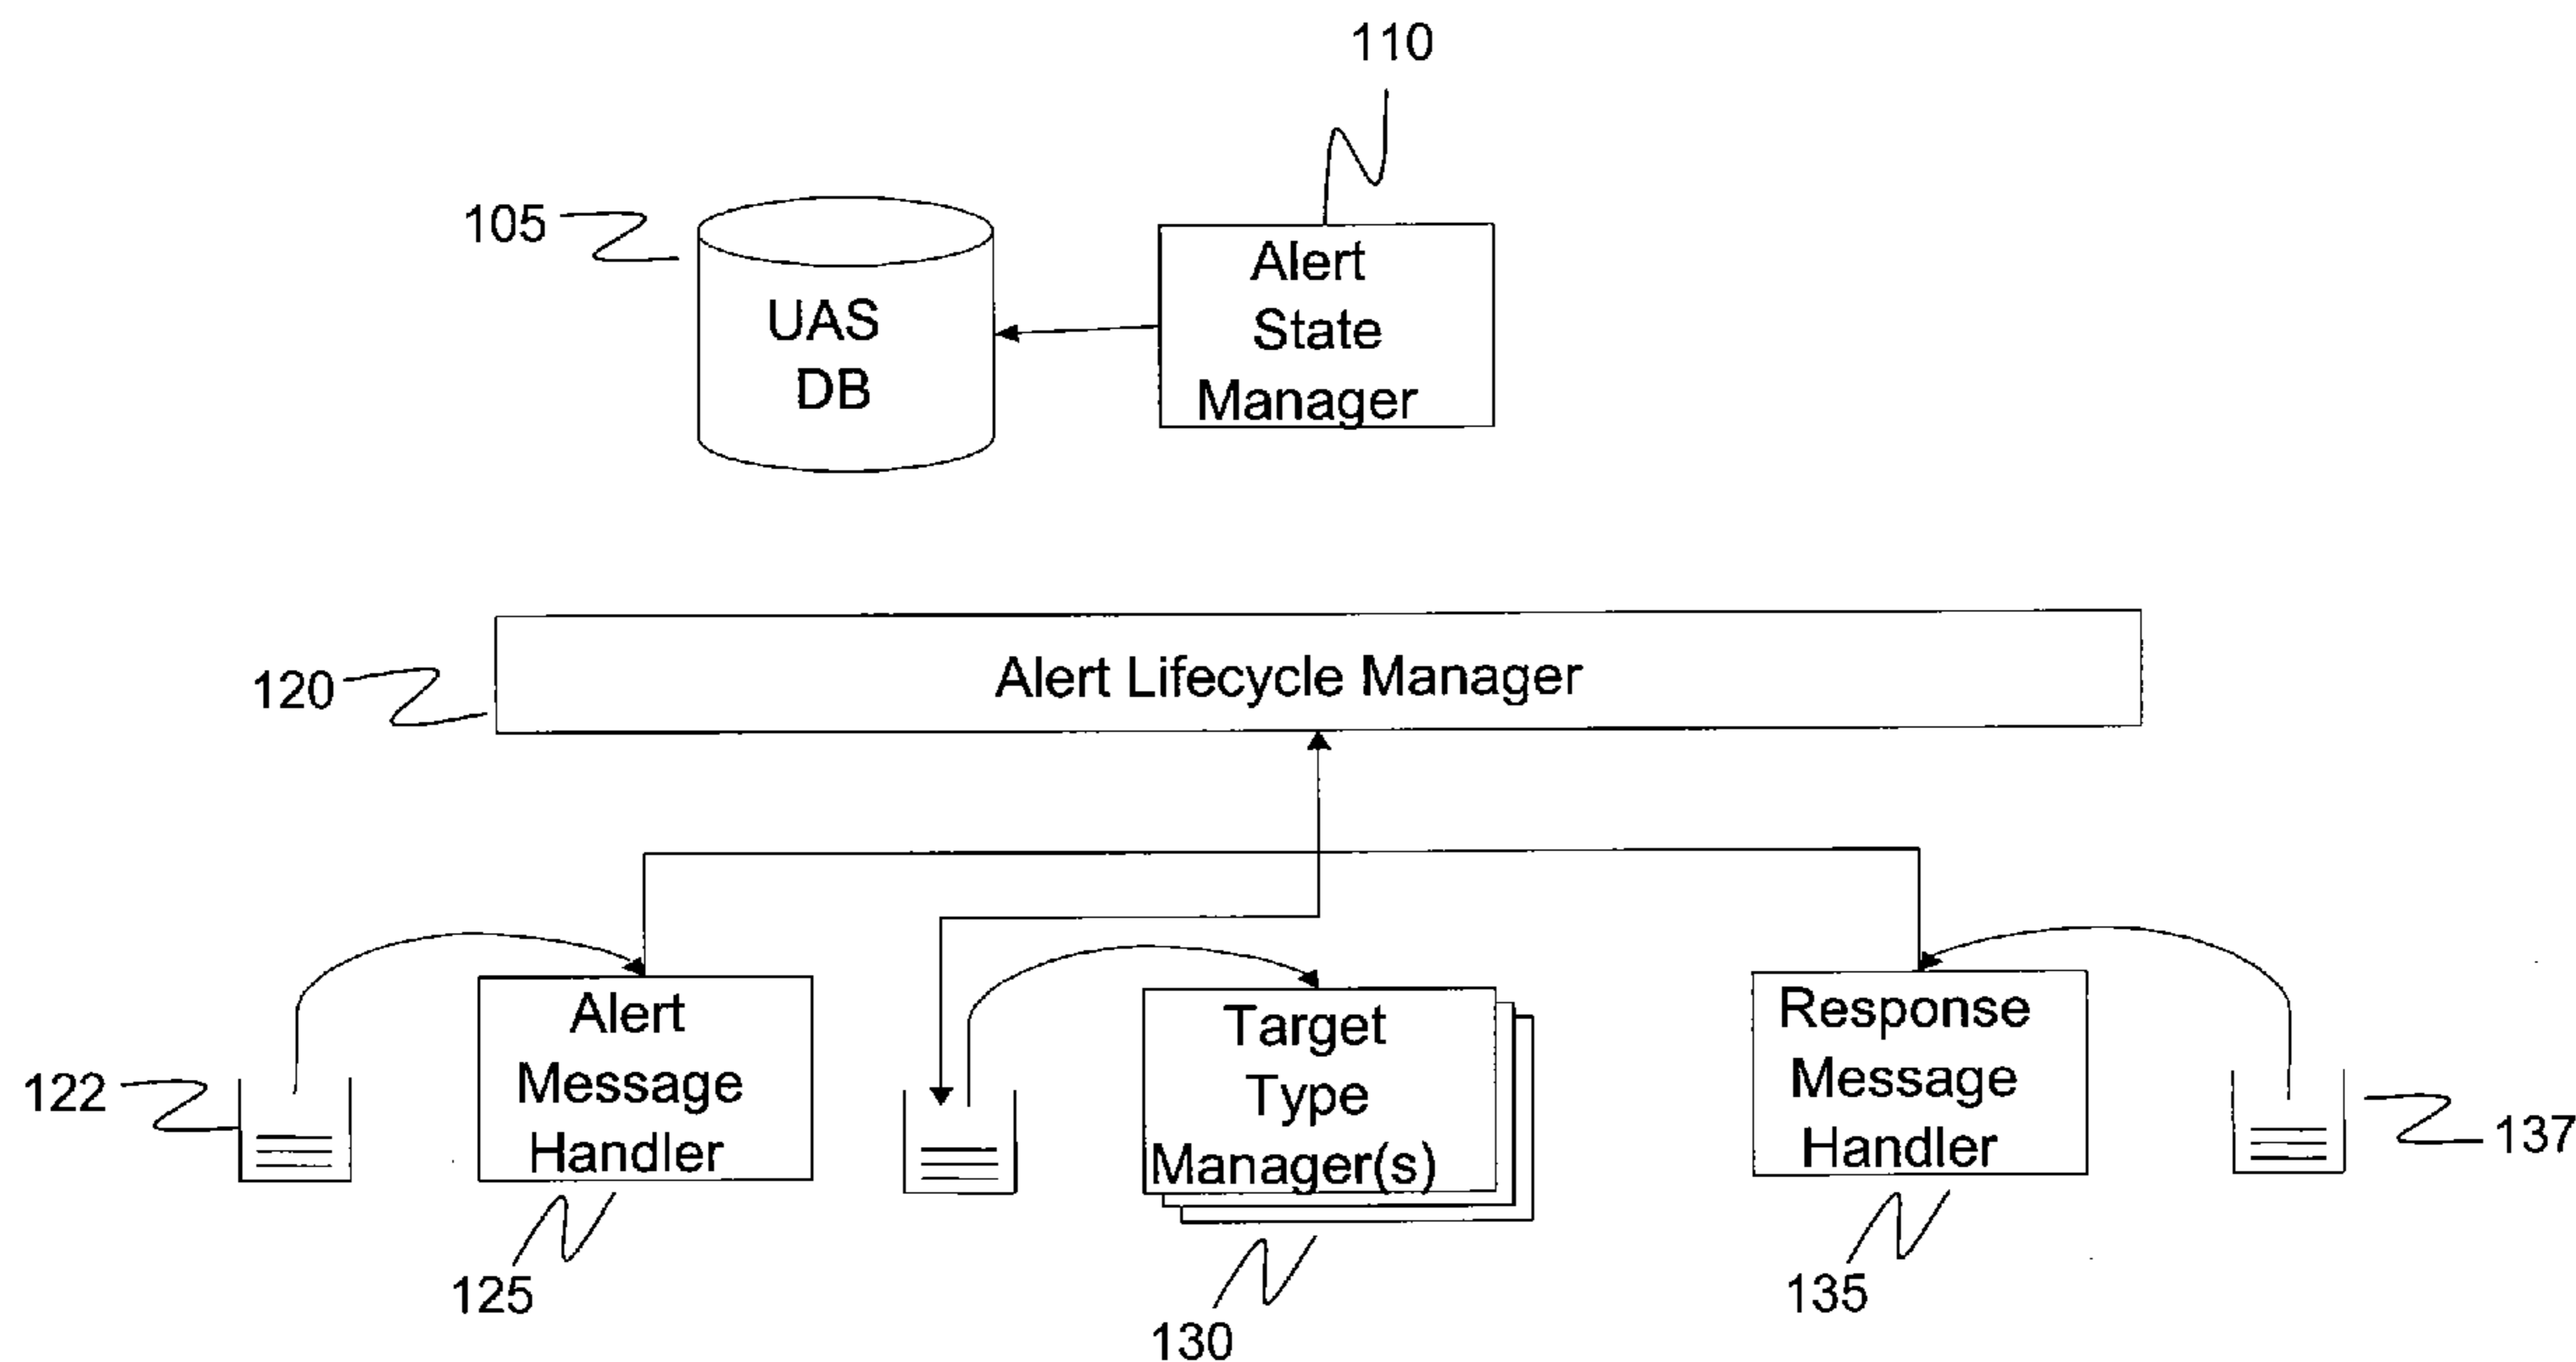 110
105
UAS
DB
Alert
State
Manager
120
Alert Lifecycle Manager
122
Alert
Message
Handler
125
Target
Type
Manager(s)
130
Response
Message
Handler
135
137